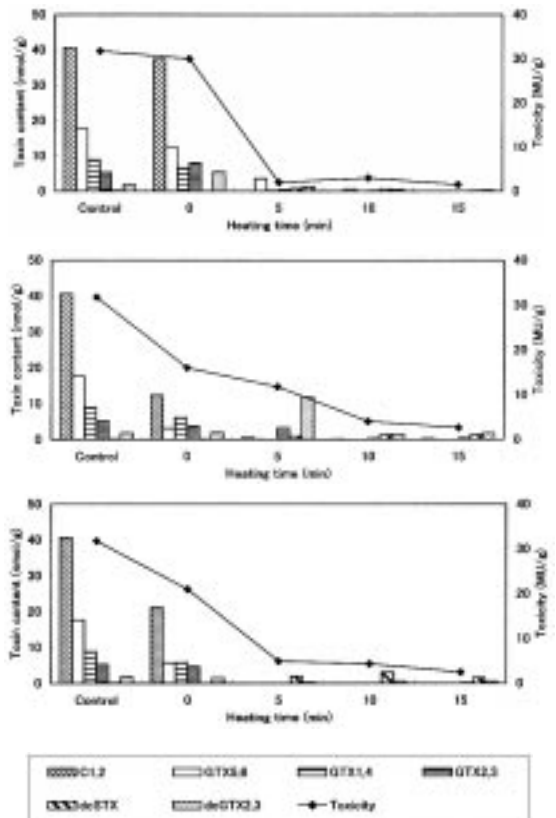 50 40
40 30
30 20
20 10
10 0
0
Toxin content (nmol/g)
Toxicity (MU/g)
Control 0 5 10 15
Heating time (min)
50 40
40 30
30 20
20 10
10 0
0
Toxin content (nmol/g)
Toxicity (MU/g)
Control 0 5 10 15
Heating time (min)
50 40
40 30
30 20
20 10
10 0
0
Toxin content (nmol/g)
Toxicity (MU/g)
Control 0 5 10 15
Heating time (min)
C1,2 GTX5,6 GTX1,4 GTX2,3
dcSTX dcGTX2,3 Toxicity